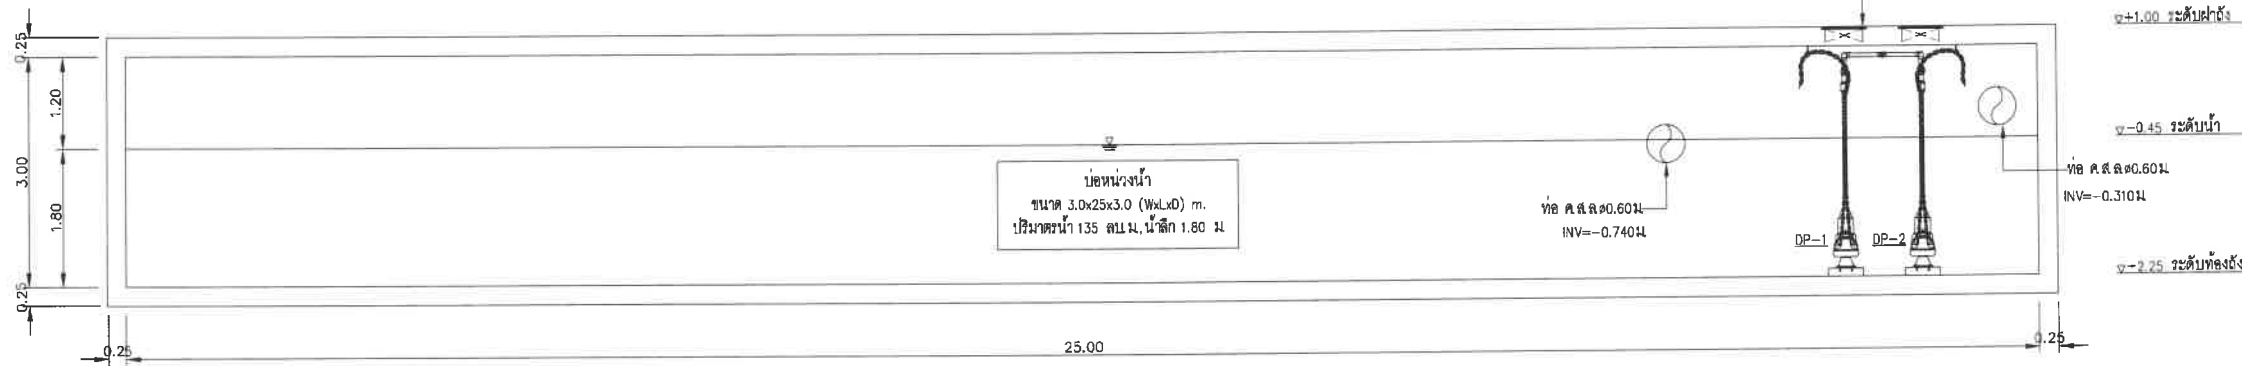 +1.00 ระดับฝาถัง
0.25
1.20
3.00
-0.45 ระดับน้ำ
บ่อหน่วงน้ำ
ขนาด 3.0x25x3.0 (WxLxD) m.
ปริมาตรน้ำ 135 ลบ.ม,น้ำลึก 1.80 ม.
ท่อ ค.ส.ล.ø0.60ม.
INV=-0.310ม.
1.80
ท่อ ค.ส.ล.ø0.60ม.
INV=-0.740ม.
DP-1
DP-2
-2.25 ระดับท้องถัง
0.25
0.25
25.00
0.25